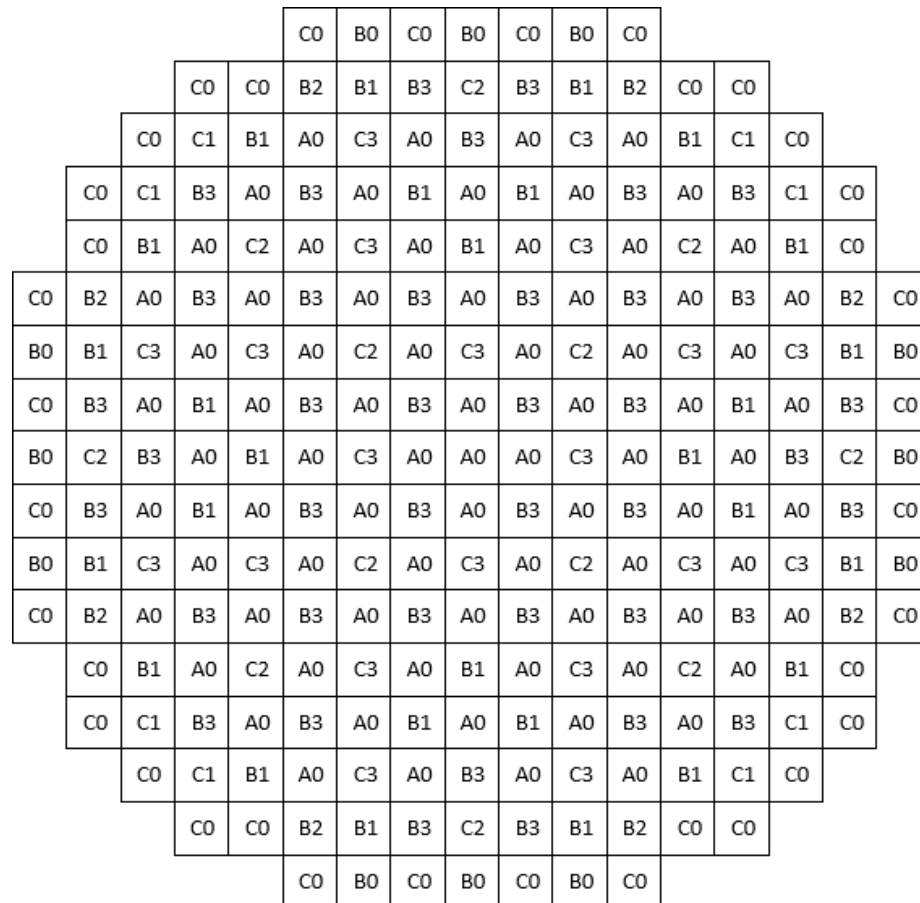 C0 B0 C0 B0 C0 B0 C0
C0 C0 B2 B1 B3 C2 B3 B1 B2 C0 C0
C0 C1 B1 A0 C3 A0 B3 A0 C3 A0 B1 C1 C0
C0 C1 B3 A0 B3 A0 B1 A0 B1 A0 B3 A0 B3 C1 C0
C0 B1 A0 C2 A0 C3 A0 B1 A0 C3 A0 C2 A0 B1 C0
C0 B2 A0 B3 A0 B3 A0 B3 A0 B3 A0 B3 A0 B3 A0 B2 C0
B0 B1 C3 A0 C3 A0 C2 A0 C3 A0 C2 A0 C3 A0 C3 B1 B0
C0 B3 A0 B1 A0 B3 A0 B3 A0 B3 A0 B3 A0 B1 A0 B3 C0
B0 C2 B3 A0 B1 A0 C3 A0 A0 A0 C3 A0 B1 A0 B3 C2 B0
C0 B3 A0 B1 A0 B3 A0 B3 A0 B3 A0 B3 A0 B1 A0 B3 C0
B0 B1 C3 A0 C3 A0 C2 A0 C3 A0 C2 A0 C3 A0 C3 B1 B0
C0 B2 A0 B3 A0 B3 A0 B3 A0 B3 A0 B3 A0 B3 A0 B2 C0
C0 B1 A0 C2 A0 C3 A0 B1 A0 C3 A0 C2 A0 B1 C0
C0 C1 B3 A0 B3 A0 B1 A0 B1 A0 B3 A0 B3 C1 C0
C0 C1 B1 A0 C3 A0 B3 A0 C3 A0 B1 C1 C0
C0 C0 B2 B1 B3 C2 B3 B1 B2 C0 C0
C0 B0 C0 B0 C0 B0 C0